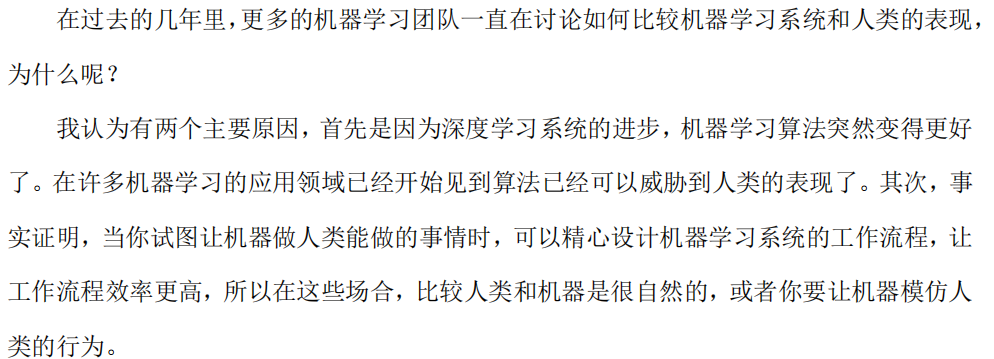 在过去的几年里，更多的机器学习团队一直在讨论如何比较机器学习系统和人类的表现，
为什么呢？
我认为有两个主要原因，首先是因为深度学习系统的进步，机器学习算法突然变得更好
了。在许多机器学习的应用领域已经开始见到算法已经可以威胁到人类的表现了。其次，事
实证明，当你试图让机器做人类能做的事情时，可以精心设计机器学习系统的工作流程，让
工作流程效率更高，所以在这些场合，比较人类和机器是很自然的，或者你要让机器模仿人
类的行为。